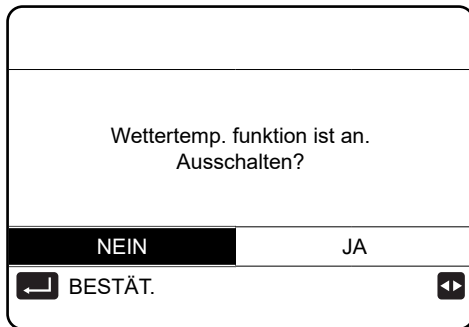 Wettertemp. funktion ist an.
Ausschalten?
NEIN JA
BESTÄT.